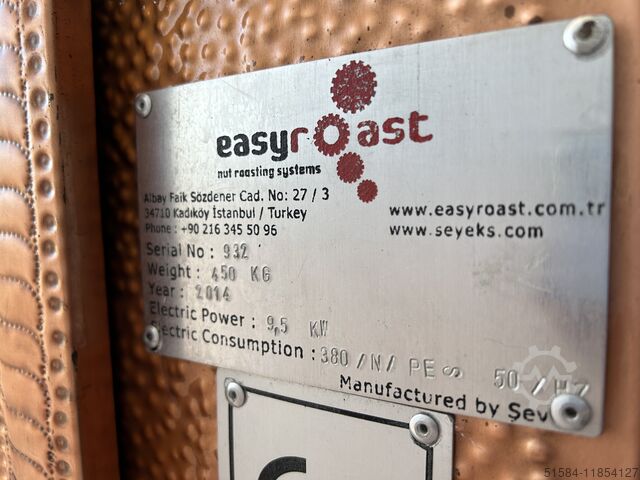 easyroast
nut roasting systems
Albay Faik Sözdener Cad. No: 27 / 3
34710 Kadıköy İstanbul / Turkey
Phone : +90 216 345 50 96
www.easyroast.com.tr
www.seyeks.com
Serial No : 932
Weight : 450 KG
Year : 2014
Electric Power : 9,5 KW
Electric Consumption : 380 /N/ PE ∽ 50 / HZ
Manufactured by
51584-11854127